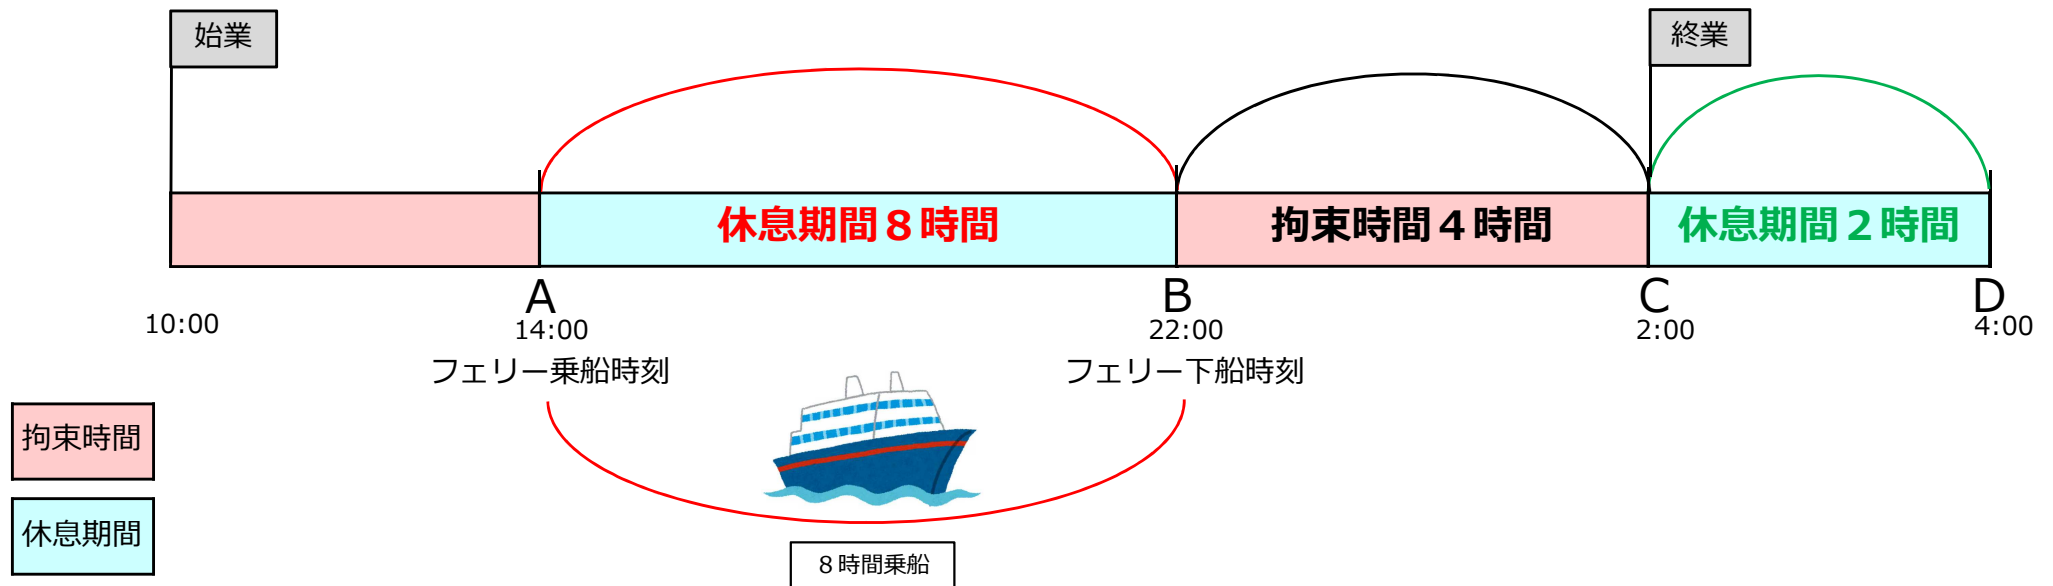 始業
終業
休息期間８時間
拘束時間４時間
休息期間２時間
A
B
C
D
10:00
14:00
22:00
2:00
4:00
フェリー乗船時刻
フェリー下船時刻
拘束時間
休息期間
８時間乗船